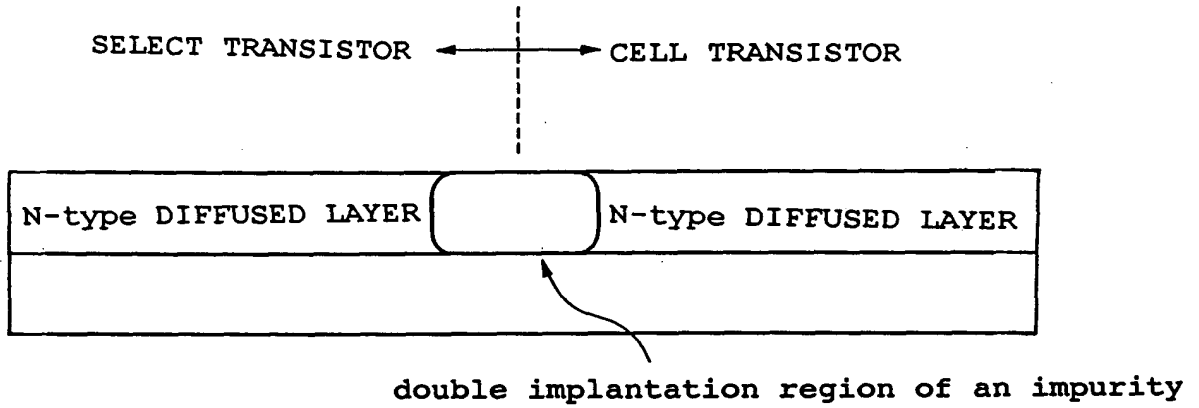 SELECT TRANSISTOR CELL TRANSISTOR
N-type DIFFUSED LAYER N-type DIFFUSED LAYER
double implantation region of an impurity